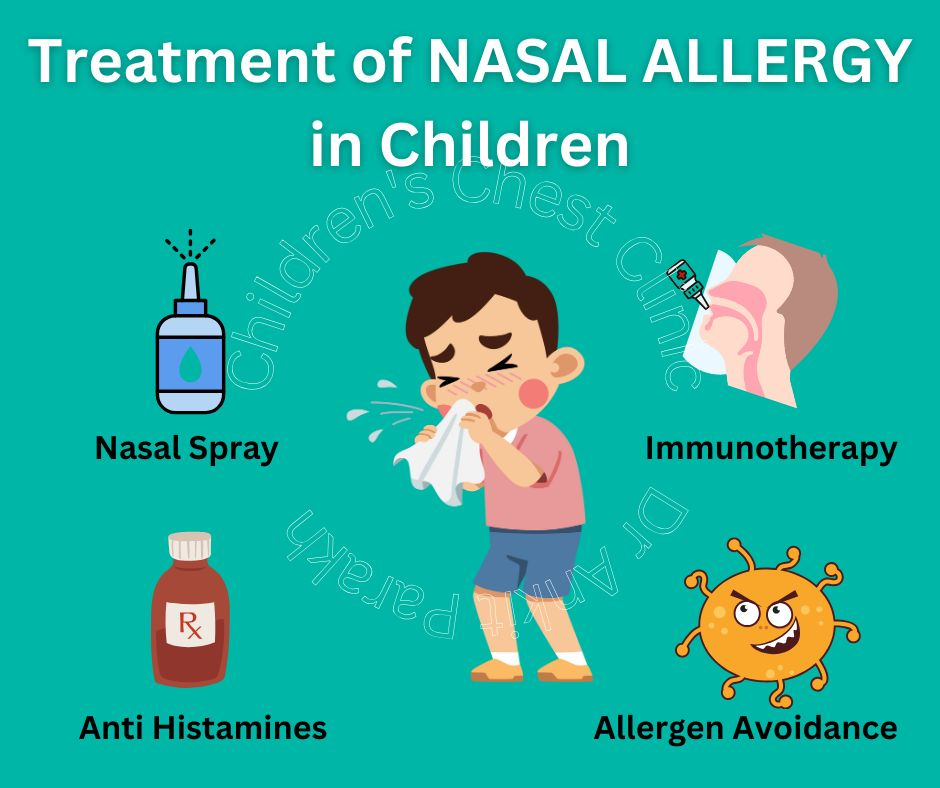 Treatment of NASAL ALLERGY
in Children
Children's Chest Clinic
Nasal Spray
Immunotherapy
Dr Ankit Parakh
Rx
Anti Histamines
Allergen Avoidance